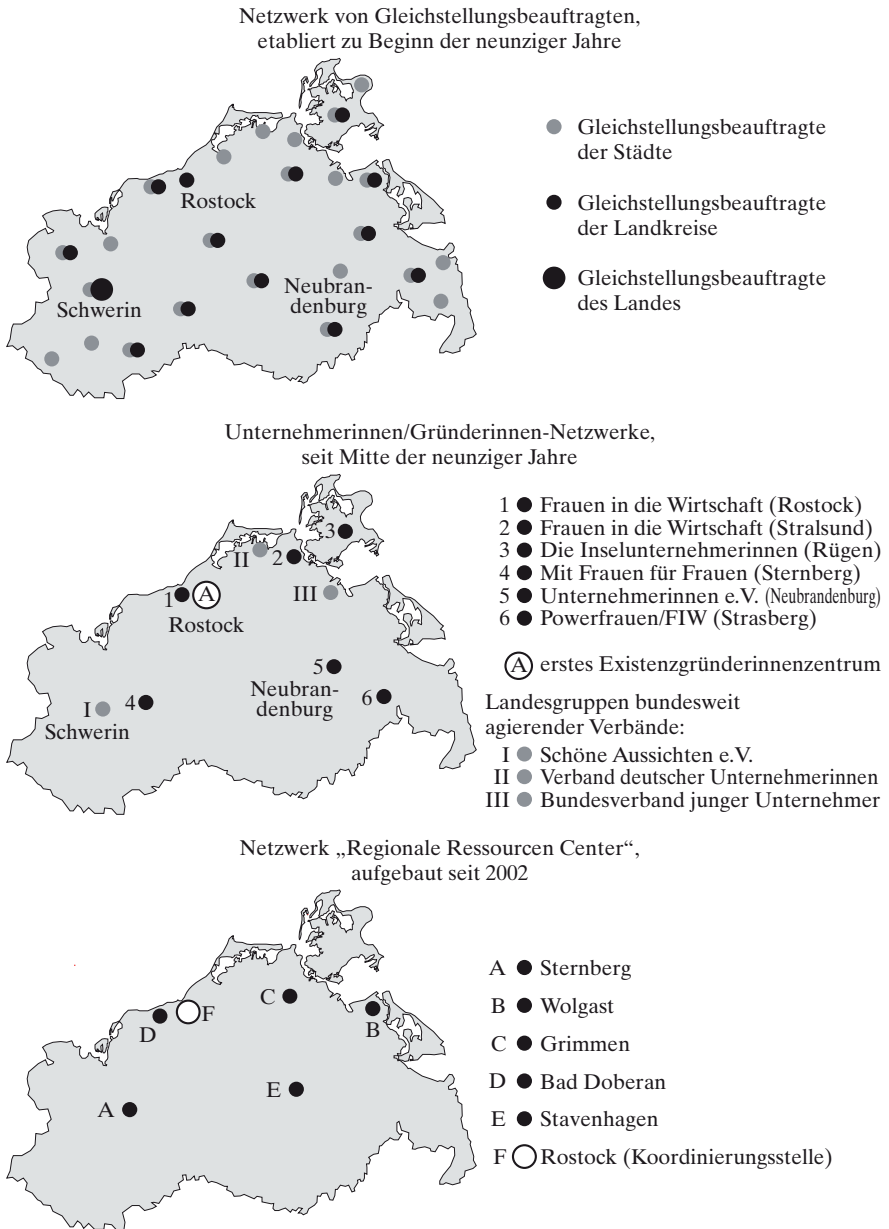 Netzwerk von Gleichstellungsbeauftragten,
etabliert zu Beginn der neunziger Jahre
Rostock
Schwerin
Neubran-
denburg
Gleichstellungsbeauftragte
der Städte
Gleichstellungsbeauftragte
der Landkreise
Gleichstellungsbeauftragte
des Landes
Unternehmerinnen/Gründerinnen-Netzwerke,
seit Mitte der neunziger Jahre
3
II
2
1
A
III
Rostock
5
Neubran-
denburg
6
I
4
Schwerin
1 Frauen in die Wirtschaft (Rostock)
2 Frauen in die Wirtschaft (Stralsund)
3 Die Inselunternehmerinnen (Rügen)
4 Mit Frauen für Frauen (Sternberg)
5 Unternehmerinnen e.V. (Neubrandenburg)
6 Powerfrauen/FIW (Strasberg)
A erstes Existenzgründerinnenzentrum
Landesgruppen bundesweit
agierender Verbände:
I Schöne Aussichten e.V.
II Verband deutscher Unternehmerinnen
III Bundesverband junger Unternehmer
Netzwerk „Regionale Ressourcen Center“,
aufgebaut seit 2002
C
F
D
B
E
A
A Sternberg
B Wolgast
C Grimmen
D Bad Doberan
E Stavenhagen
F Rostock (Koordinierungsstelle)